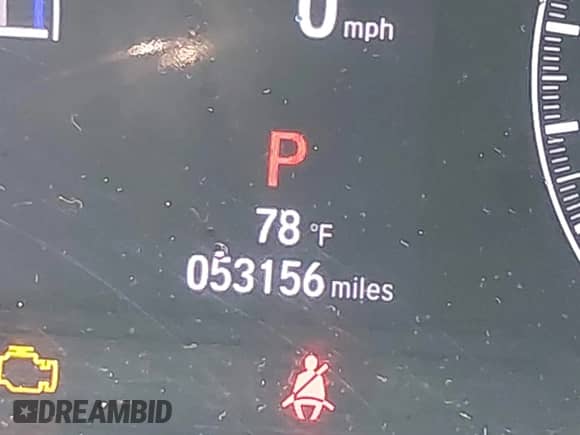 0 mph
P
78 °F
053156 miles
DREAMBID